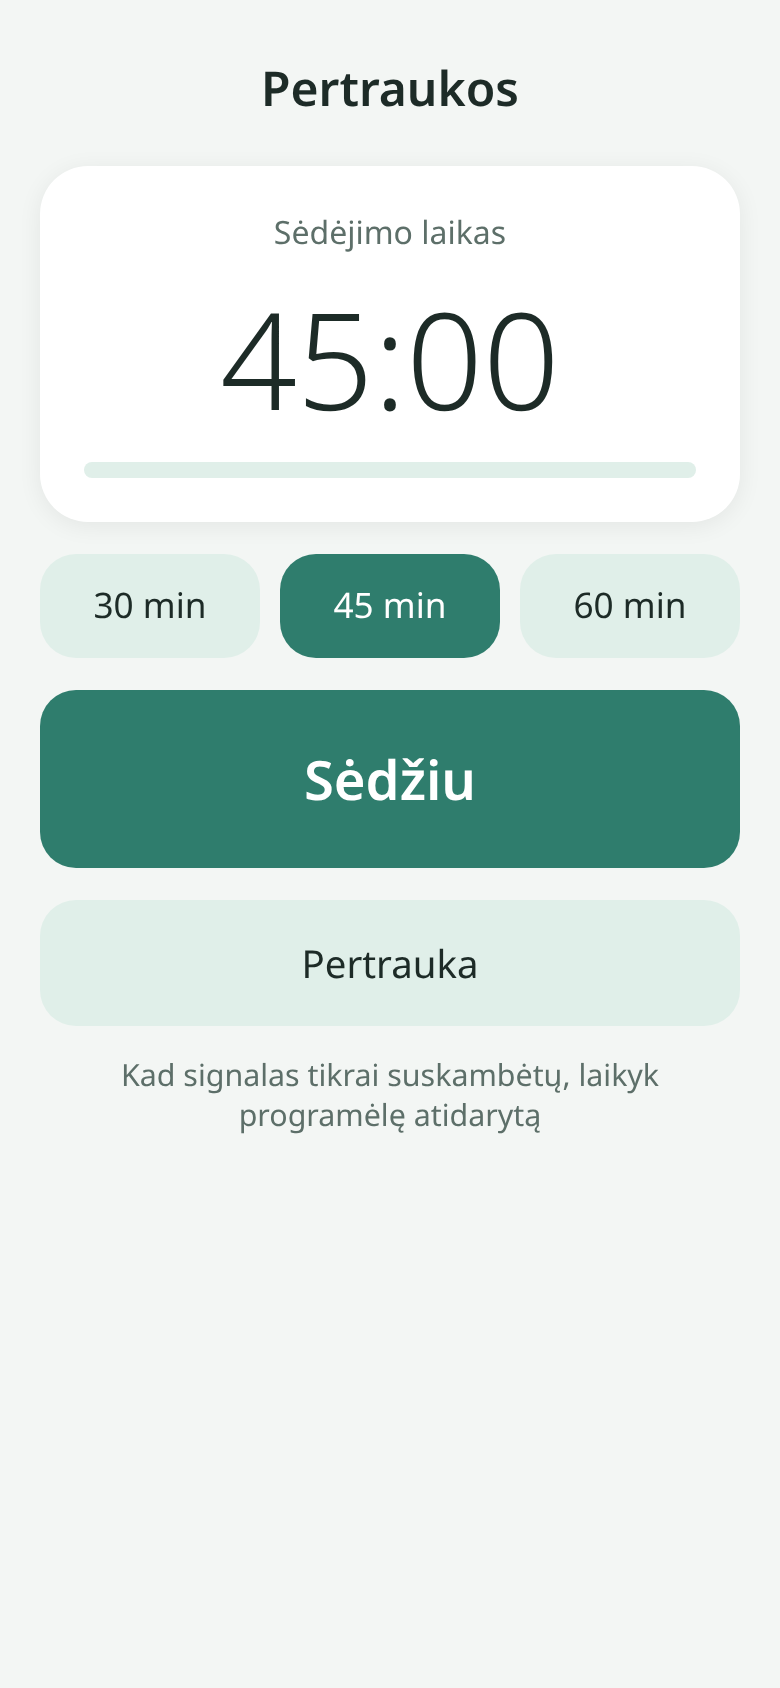 Pertraukos
Sėdėjimo laikas
45:00
30 min
45 min
60 min
Sėdžiu
Pertrauka
Kad signalas tikrai suskambėtų, laikyk
programėlę atidarytą